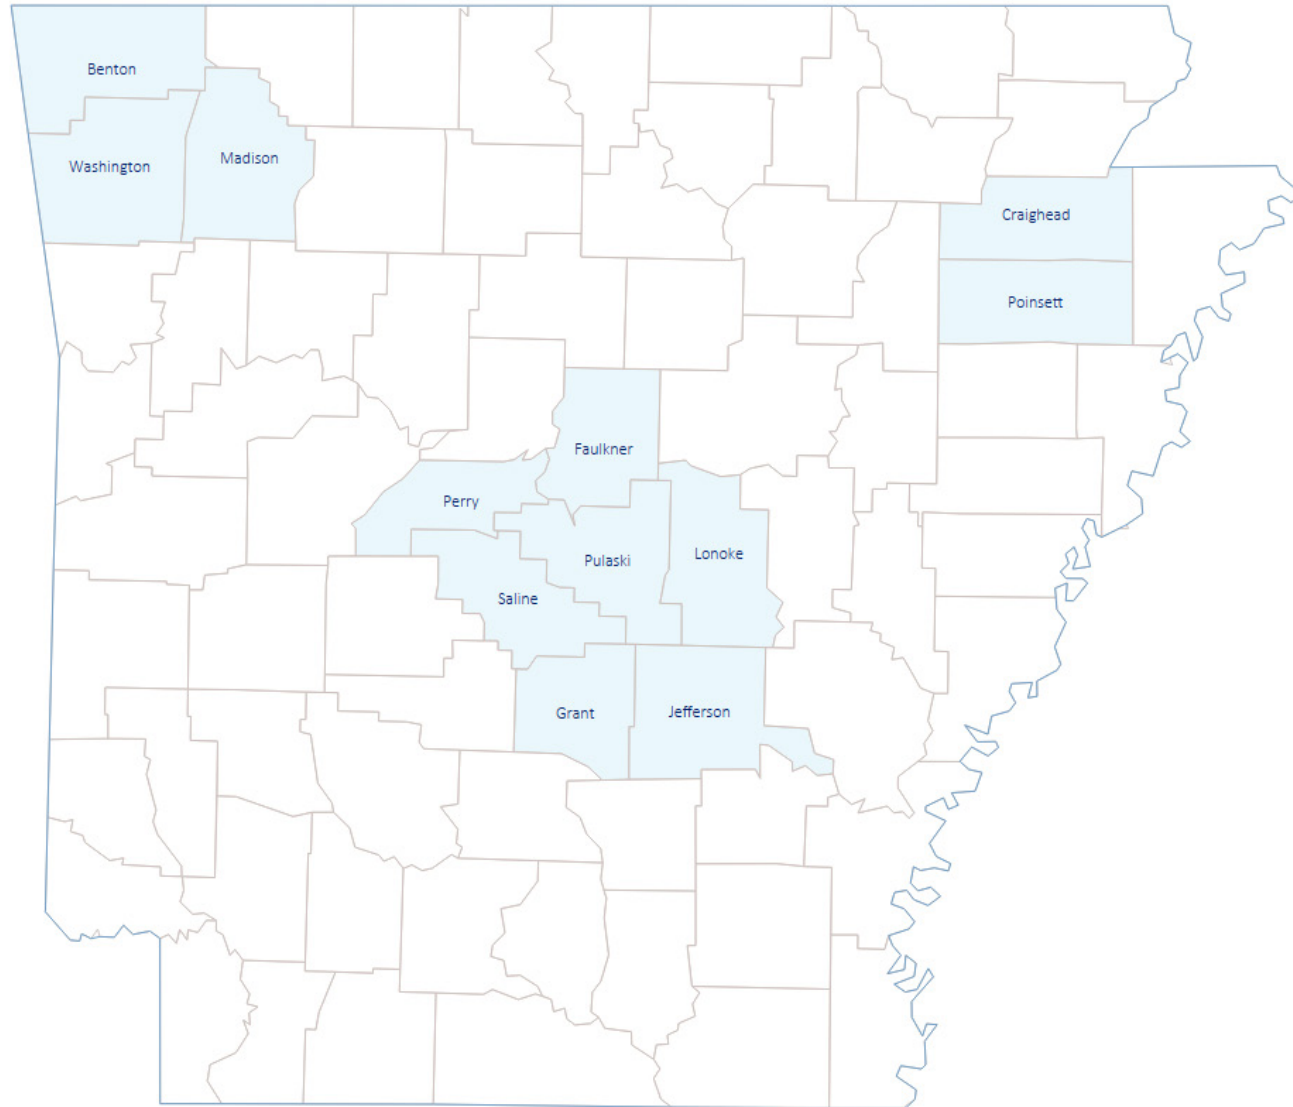 Benton
Washington
Madison
Craighead
Poinsett
Faulkner
Perry
Pulaski
Lonoke
Saline
Grant
Jefferson